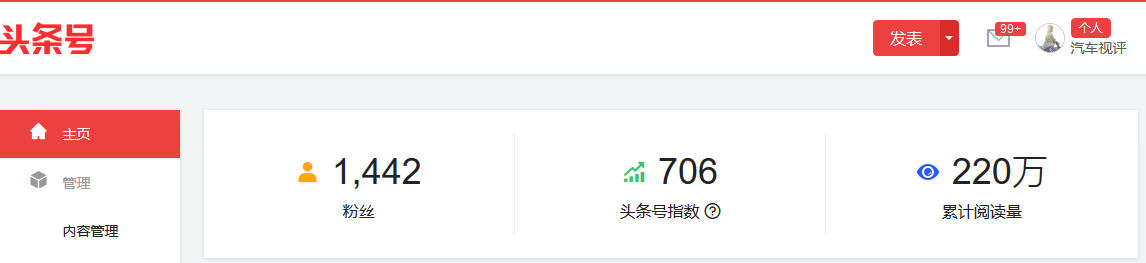 头条号
发表
99+
个人
汽车视评
主页
管理
内容管理
1,442
粉丝
706
头条号指数
220万
累计阅读量